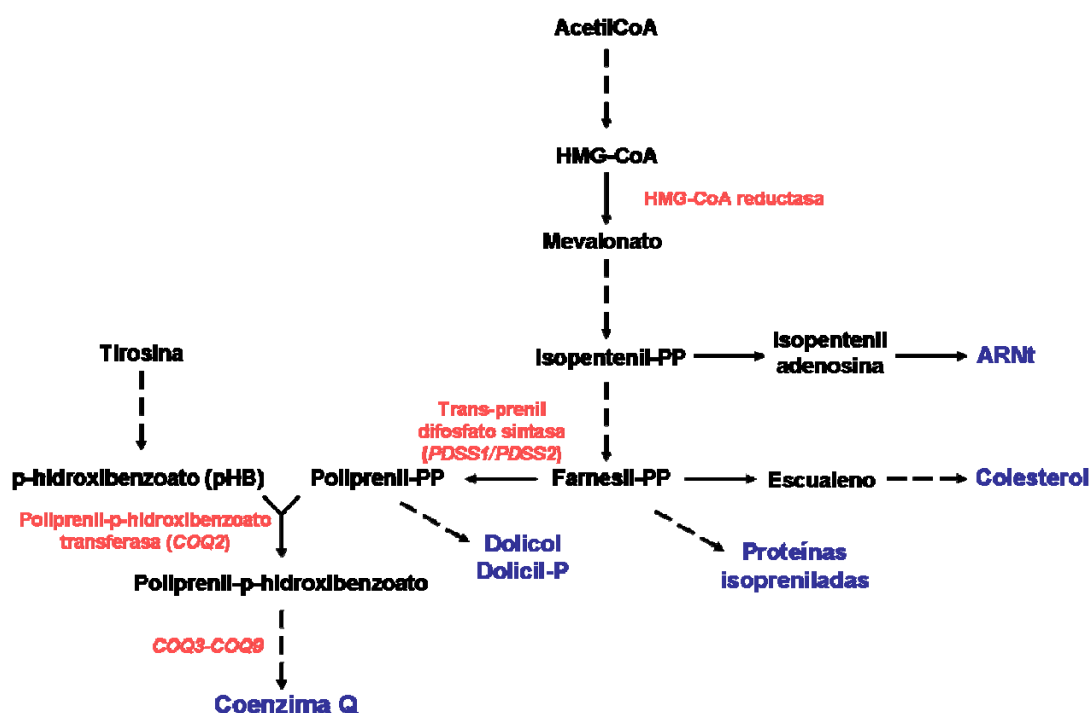 AcetilCoA
HMG-CoA
HMG-CoA reductasa
Mevalonato
Tirosina
Isopentenil-PP
Isopentenil
adenosina
ARNt
Trans-prenil
difosfato sintasa
(PDSS1/PDSS2)
p-hidroxibenzoato (pHB)
Poliprenil-PP
Farnesil-PP
Escualeno
Colesterol
Poliprenil-p-hidroxibenzoato
transferasa (COQ2)
Dolicol
Dolicil-P
Proteínas
isopreniladas
Poliprenil-p-hidroxibenzoato
COQ3-COQ9
Coenzima Q